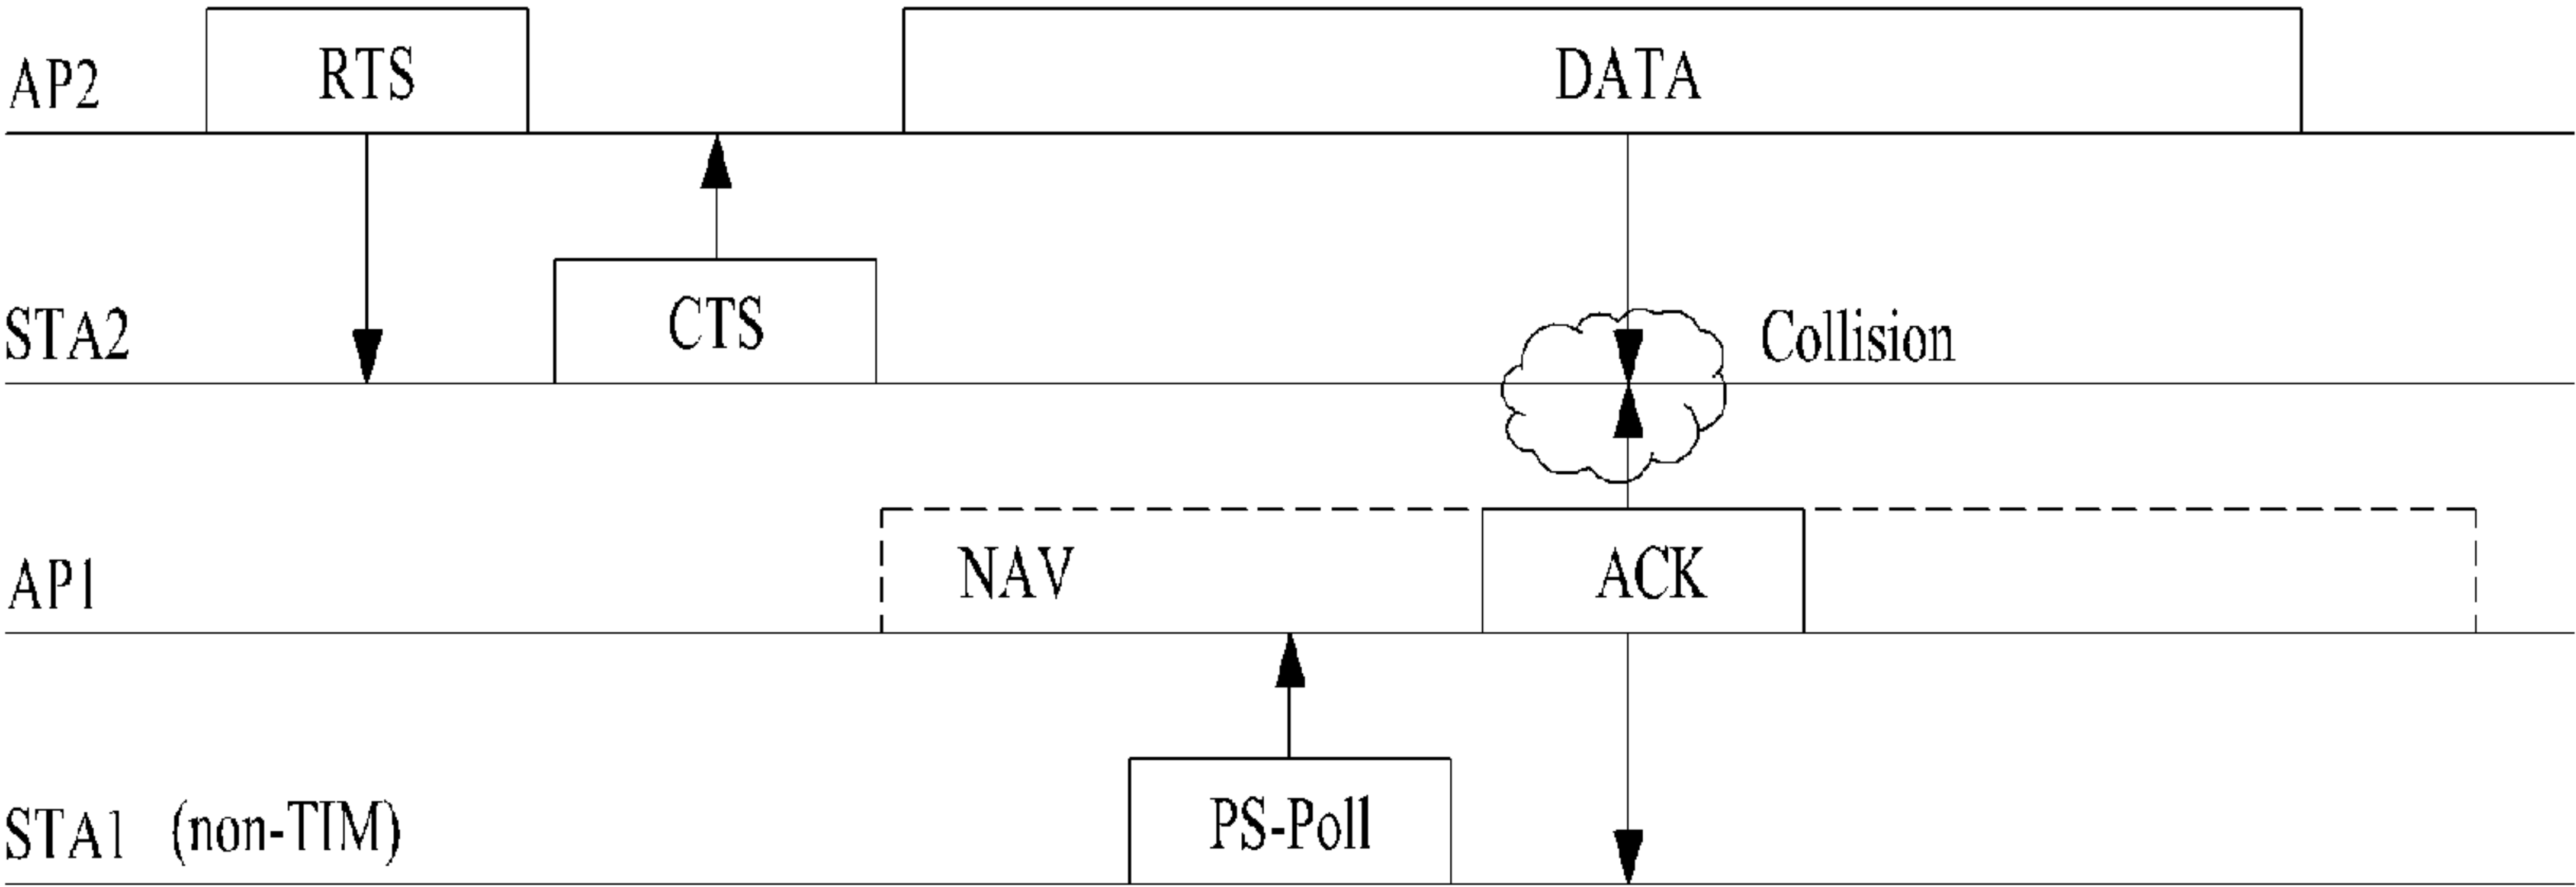 AP2
RTS
DATA
STA2
CTS
Collision
AP1
NAV
ACK
STA1 (non-TIM)
PS-Poll